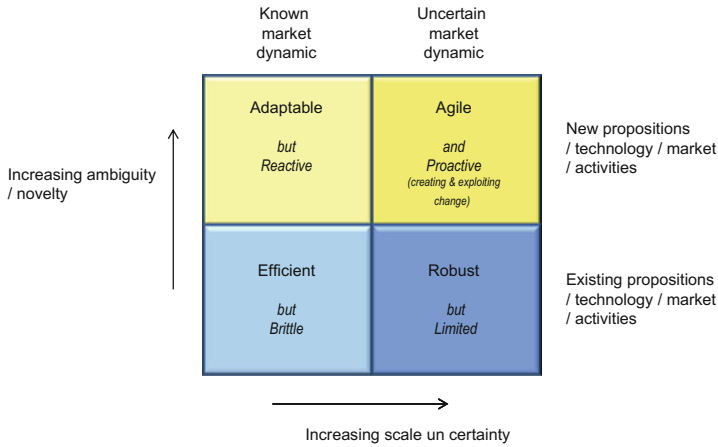 Known
market
dynamic
Uncertain
market
dynamic
Adaptable
but
Reactive
Agile
and
Proactive
(creating & exploiting
change)
New propositions
/ technology / market
/ activities
Increasing ambiguity
/ novelty
Efficient
but
Brittle
Robust
but
Limited
Existing propositions
/ technology / market
/ activities
Increasing scale un certainty